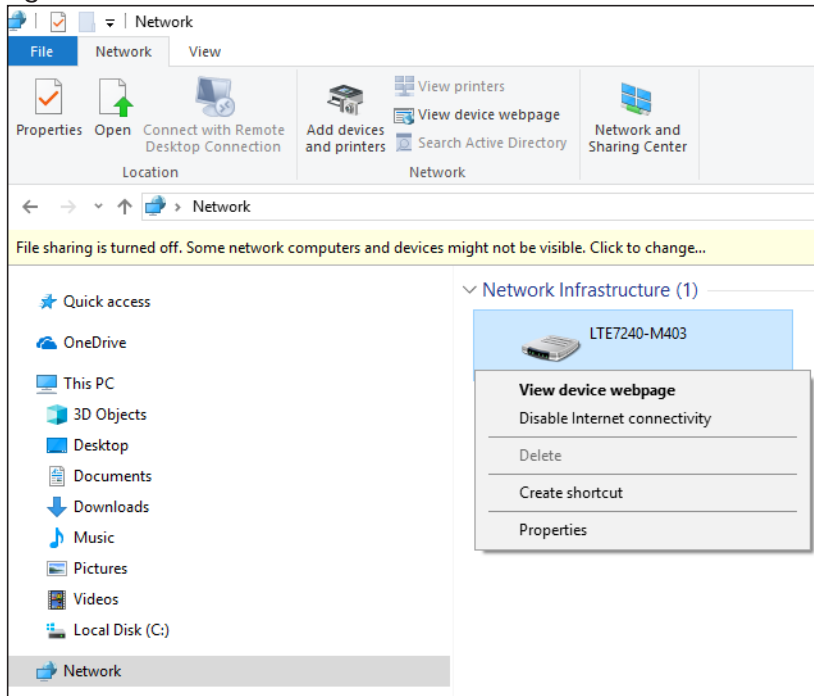 Network
File
Network
View
Properties
Open
Connect with Remote
Desktop Connection
Location
Add devices
and printers
View printers
View device webpage
Search Active Directory
Network
Network and
Sharing Center
Network
File sharing is turned off. Some network computers and devices might not be visible. Click to change...
Quick access
OneDrive
This PC
3D Objects
Desktop
Documents
Downloads
Music
Pictures
Videos
Local Disk (C:)
Network
Network Infrastructure (1)
LTE7240-M403
View device webpage
Disable Internet connectivity
Delete
Create shortcut
Properties